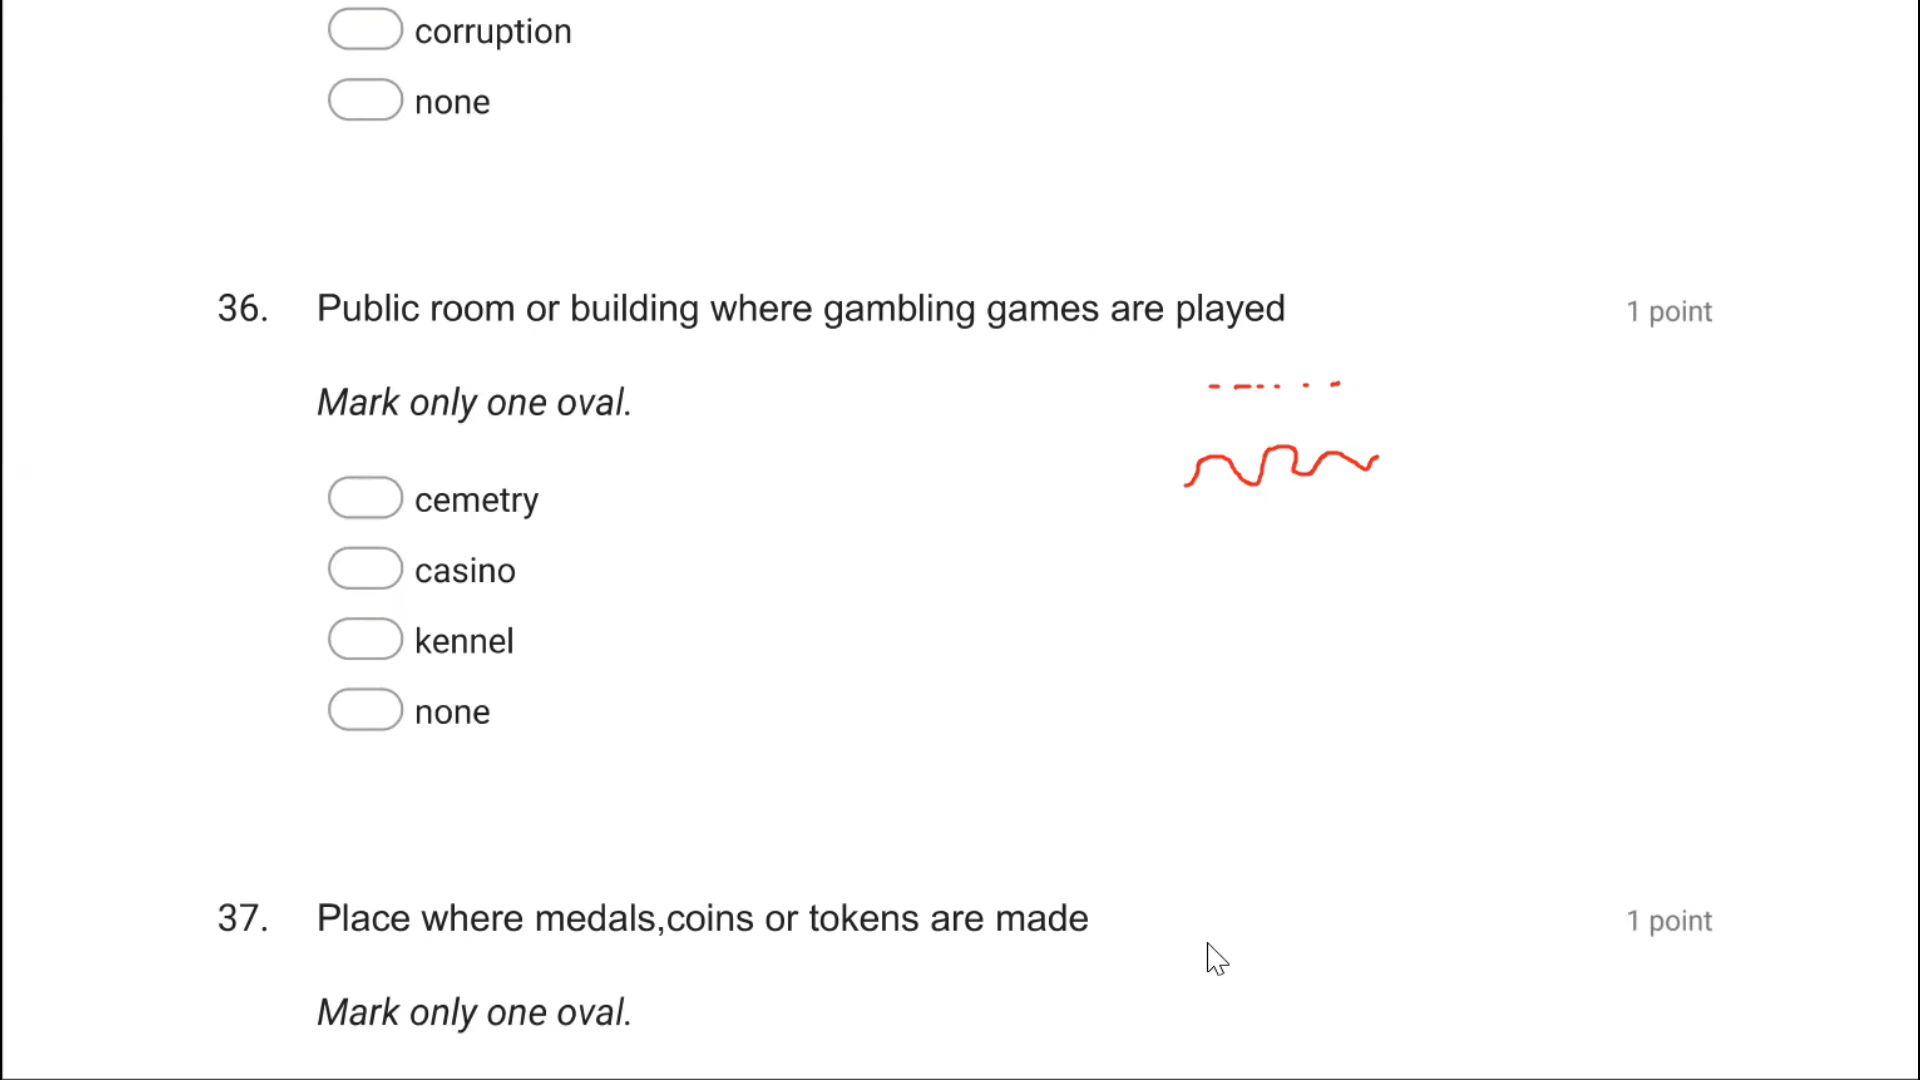 corruption
none
36. Public room or building where gambling games are played 1 point
Mark only one oval.
cemetry
casino
kennel
none
37. Place where medals,coins or tokens are made 1 point
Mark only one oval.